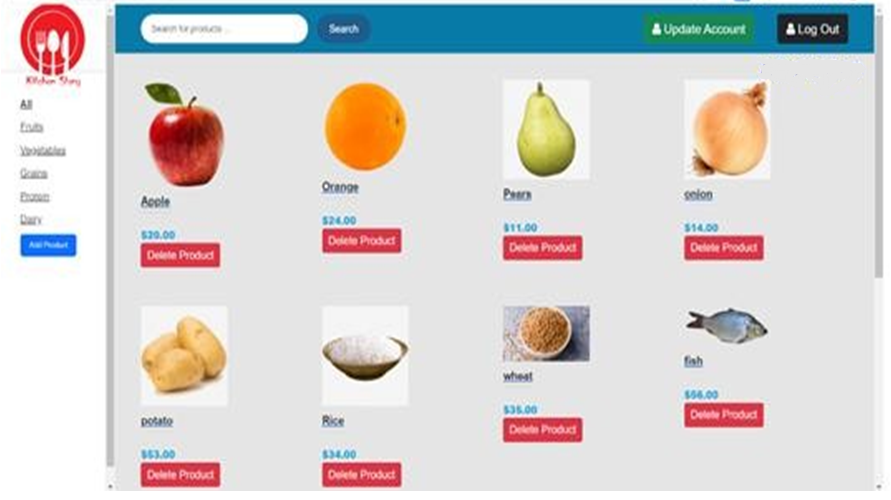 Kitchen Story
Search for products ...
Search
Update Account
Log Out
All
Fruits
Vegetables
Grains
Protein
Dairy
Add Product
Apple
$20.00
Delete Product
Orange
$24.00
Delete Product
Pears
$11.00
Delete Product
onion
$14.00
Delete Product
potato
$53.00
Delete Product
Rice
$34.00
Delete Product
wheat
$35.00
Delete Product
fish
$56.00
Delete Product